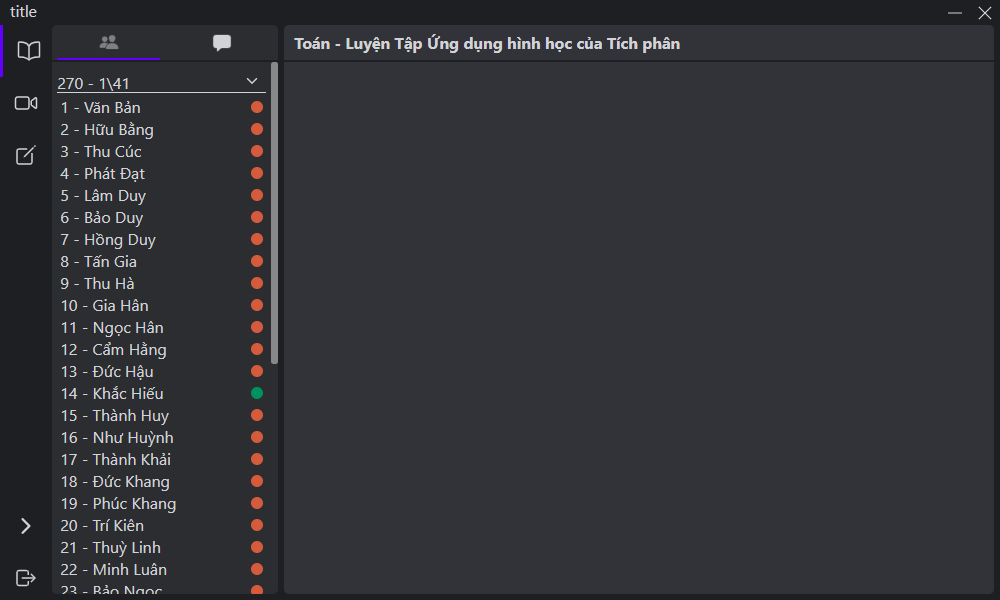 title
Toán - Luyện Tập Ứng dụng hình học của Tích phân
270 - 1\41
1 - Văn Bản
2 - Hữu Bằng
3 - Thu Cúc
4 - Phát Đạt
5 - Lâm Duy
6 - Bảo Duy
7 - Hồng Duy
8 - Tấn Gia
9 - Thu Hà
10 - Gia Hân
11 - Ngọc Hân
12 - Cẩm Hằng
13 - Đức Hậu
14 - Khắc Hiếu
15 - Thành Huy
16 - Như Huỳnh
17 - Thành Khải
18 - Đức Khang
19 - Phúc Khang
20 - Trí Kiên
21 - Thuỳ Linh
22 - Minh Luân
23 - Bảo Ngọc